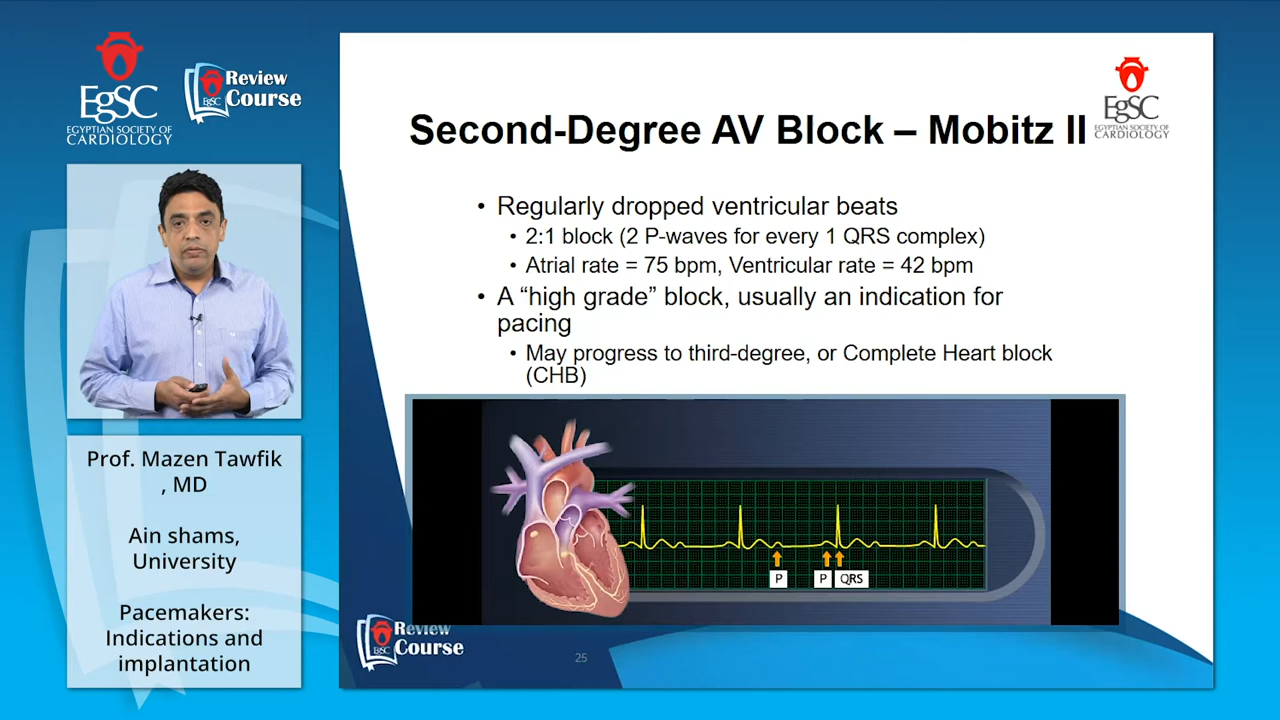 EgSC
EGYPTIAN SOCIETY OF
CARDIOLOGY
Review
EgSC
Course
Prof. Mazen Tawfik
, MD
Ain shams,
University
Pacemakers:
Indications and
implantation
EgSC
EGYPTIAN SOCIETY OF
CARDIOLOGY
Second-Degree AV Block – Mobitz II
• Regularly dropped ventricular beats
• 2:1 block (2 P-waves for every 1 QRS complex)
• Atrial rate = 75 bpm, Ventricular rate = 42 bpm
• A “high grade” block, usually an indication for
pacing
• May progress to third-degree, or Complete Heart block
(CHB)
P P QRS
Review
EgSC
Course
25